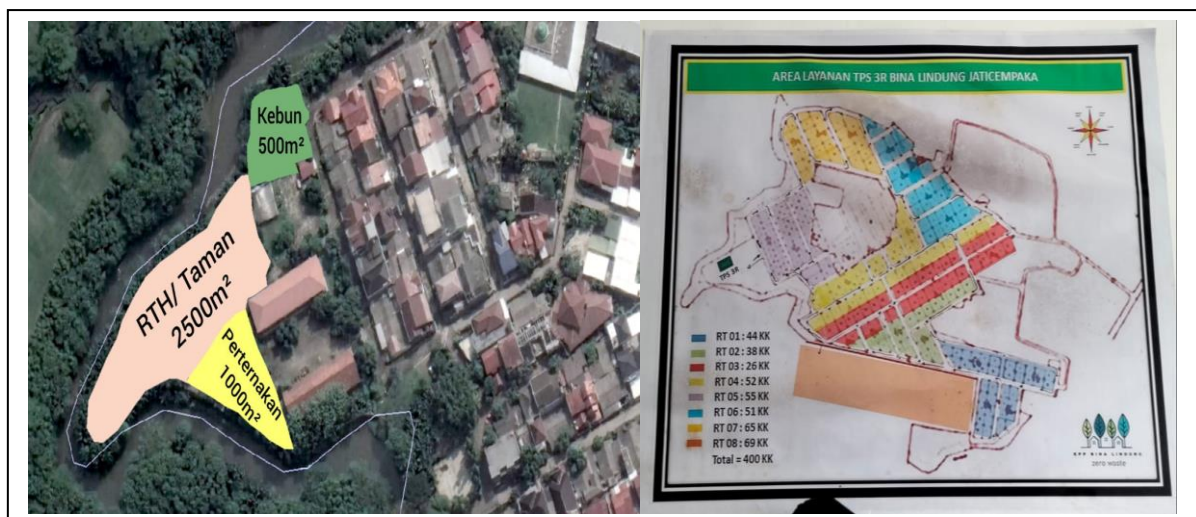 Kebun
500m²
RTH/ Taman
2500m²
Perternakan
1000m²
AREA LAYANAN TPS 3R BINA LINDUNG JATICEMPAKA
TPS 3R
RT 01 : 44 KK
RT 02 : 38 KK
RT 03 : 26 KK
RT 04 : 52 KK
RT 05 : 55 KK
RT 06 : 51 KK
RT 07 : 65 KK
RT 08 : 69 KK
Total = 400 KK
KPP BINA LINDUNG
zero waste